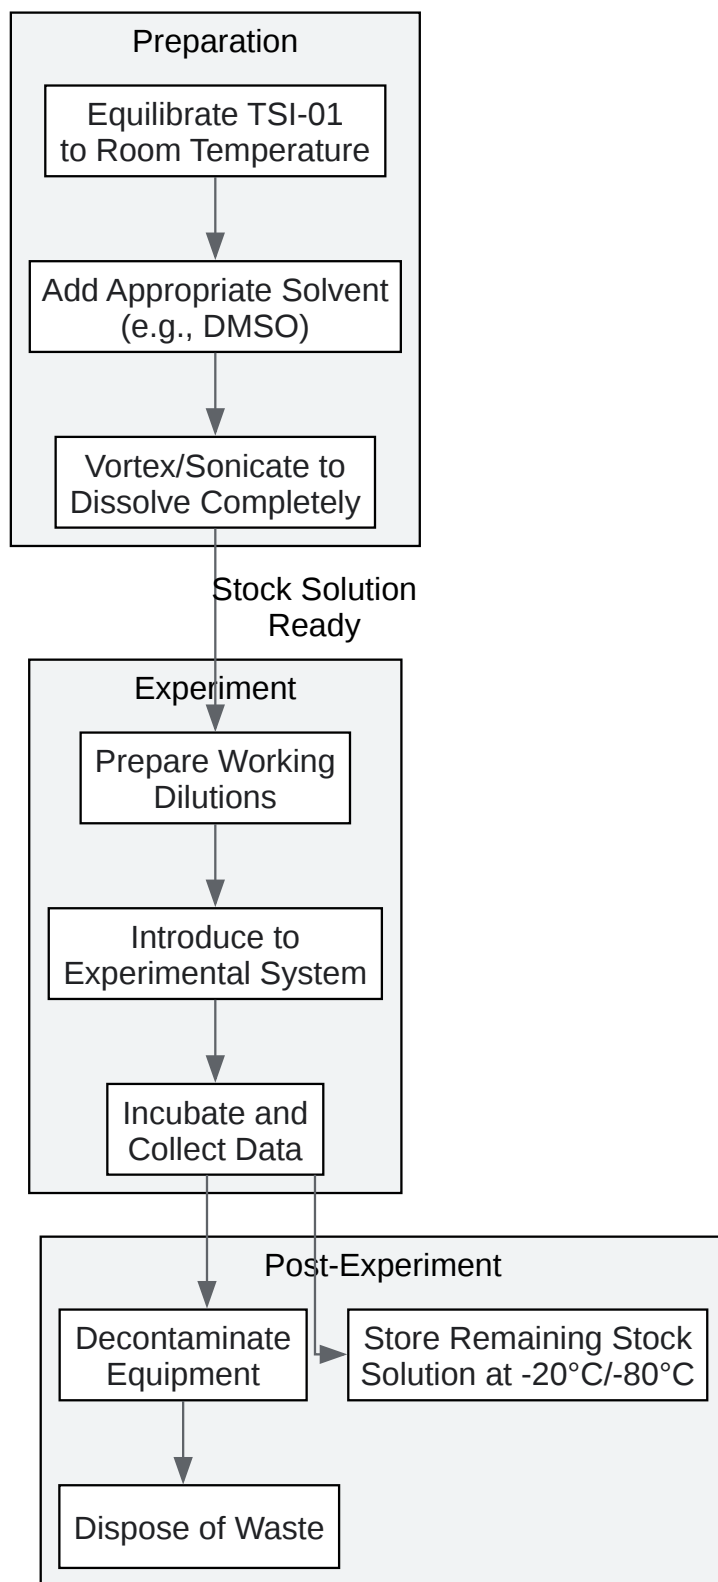 Preparation
Equilibrate TSI-01
to Room Temperature
Add Appropriate Solvent
(e.g., DMSO)
Vortex/Sonicate to
Dissolve Completely
Stock Solution
Ready
Experiment
Prepare Working
Dilutions
Introduce to
Experimental System
Incubate and
Collect Data
Post-Experiment
Decontaminate
Equipment
Store Remaining Stock
Solution at -20°C/-80°C
Dispose of Waste